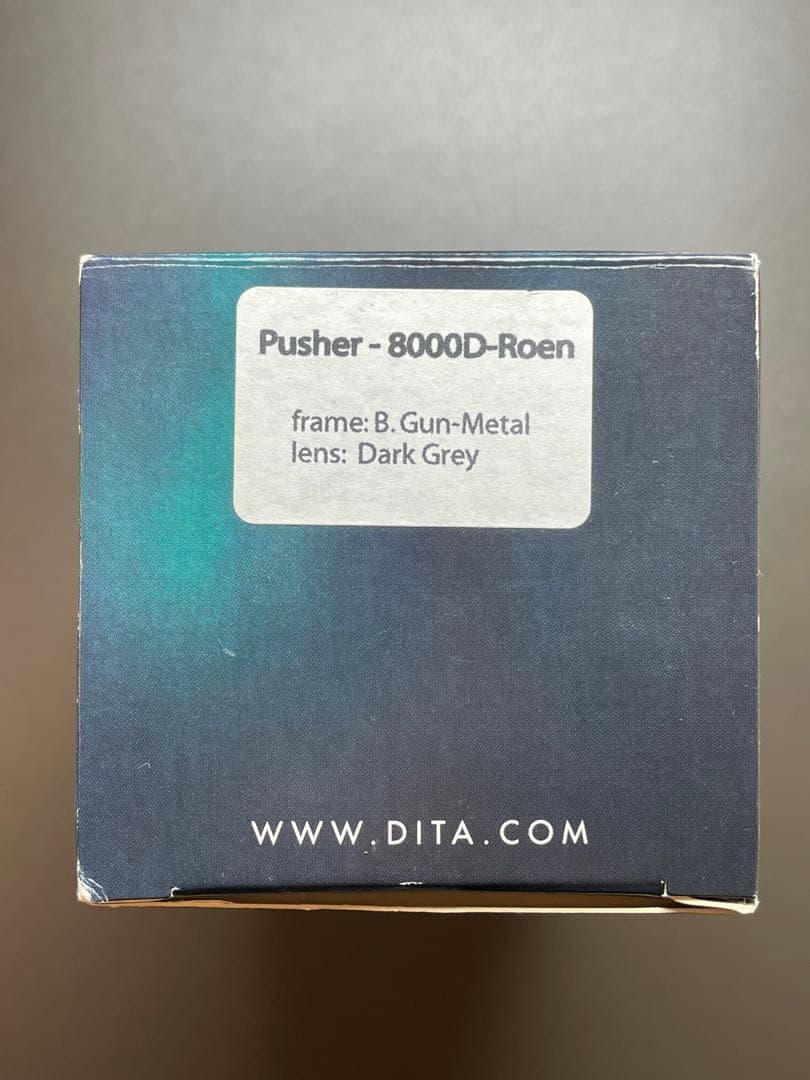 Pusher - 8000D-Roen
frame: B. Gun-Metal
lens: Dark Grey
WWW.DITA.COM